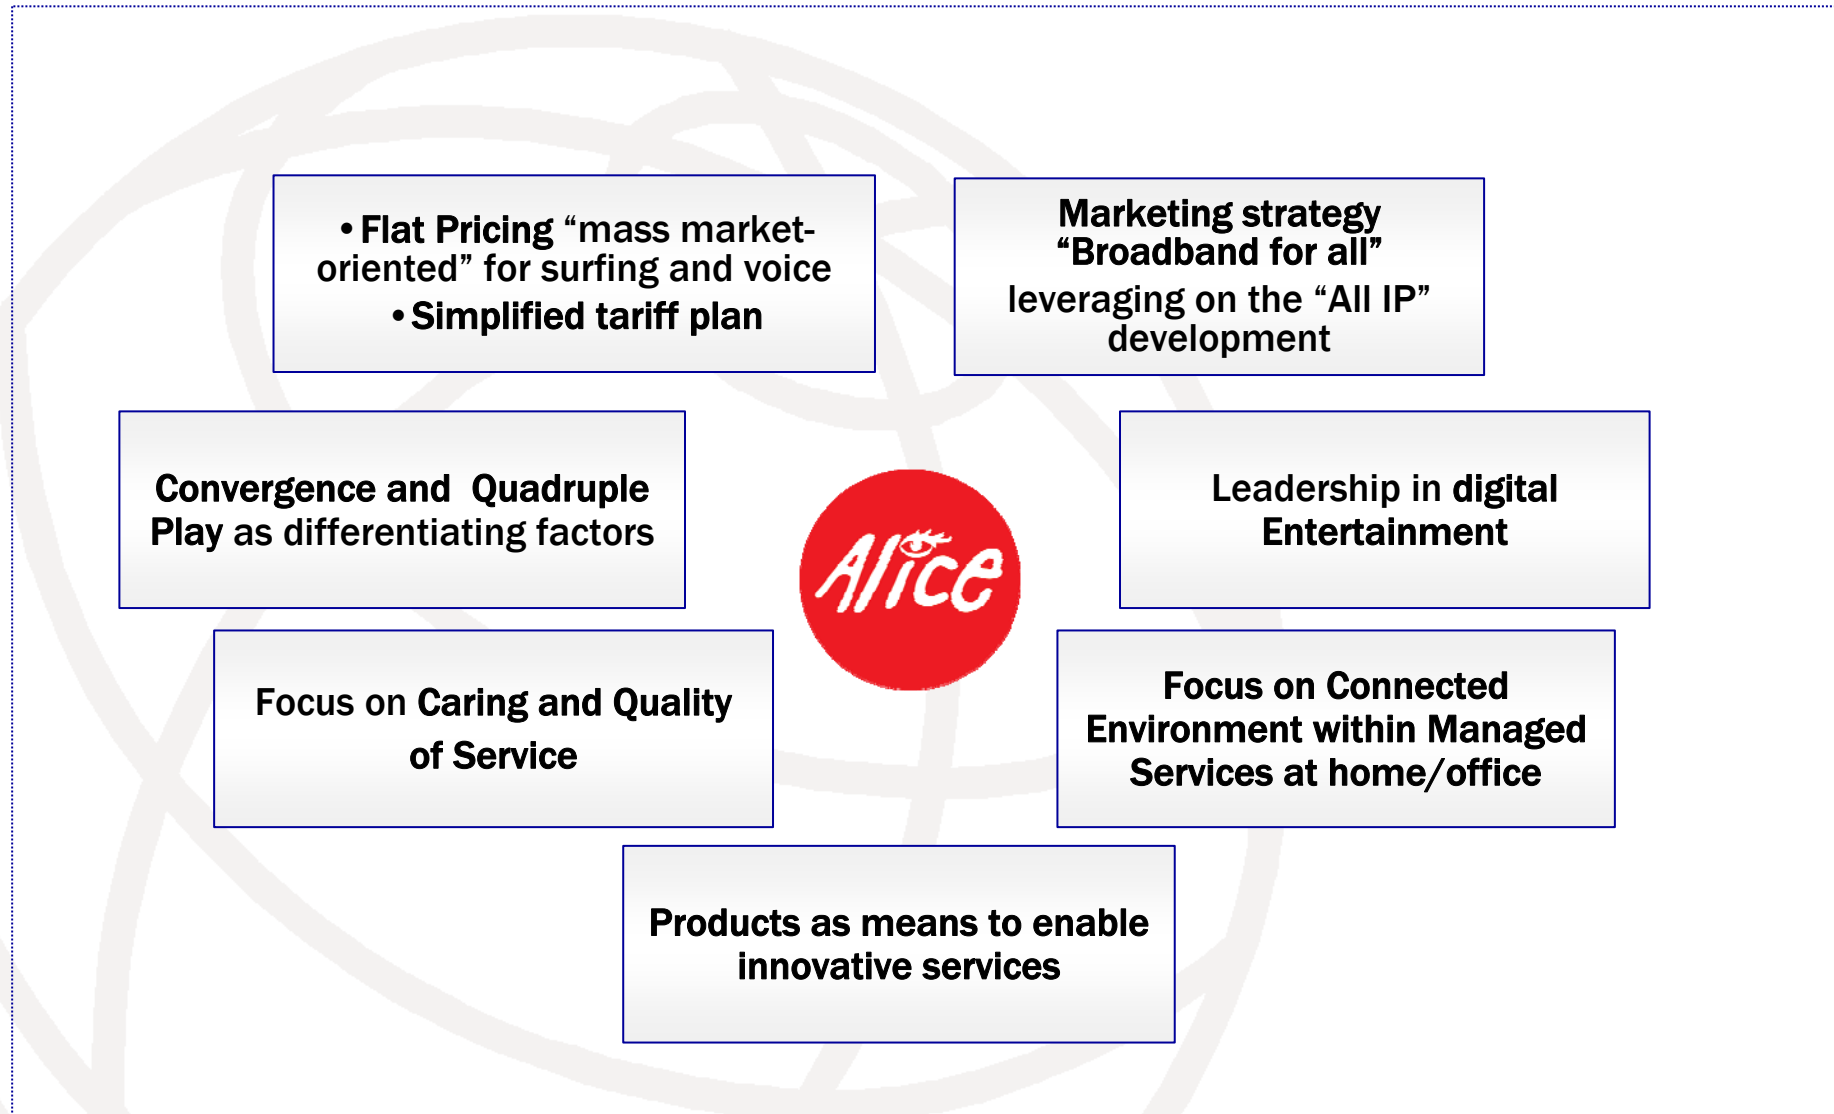 • Flat Pricing “mass market-
oriented” for surfing and voice
• Simplified tariff plan
Marketing strategy
“Broadband for all”
leveraging on the “All IP”
development
Convergence and Quadruple
Play as differentiating factors
Alice
Leadership in digital
Entertainment
Focus on Caring and Quality
of Service
Focus on Connected
Environment within Managed
Services at home/office
Products as means to enable
innovative services